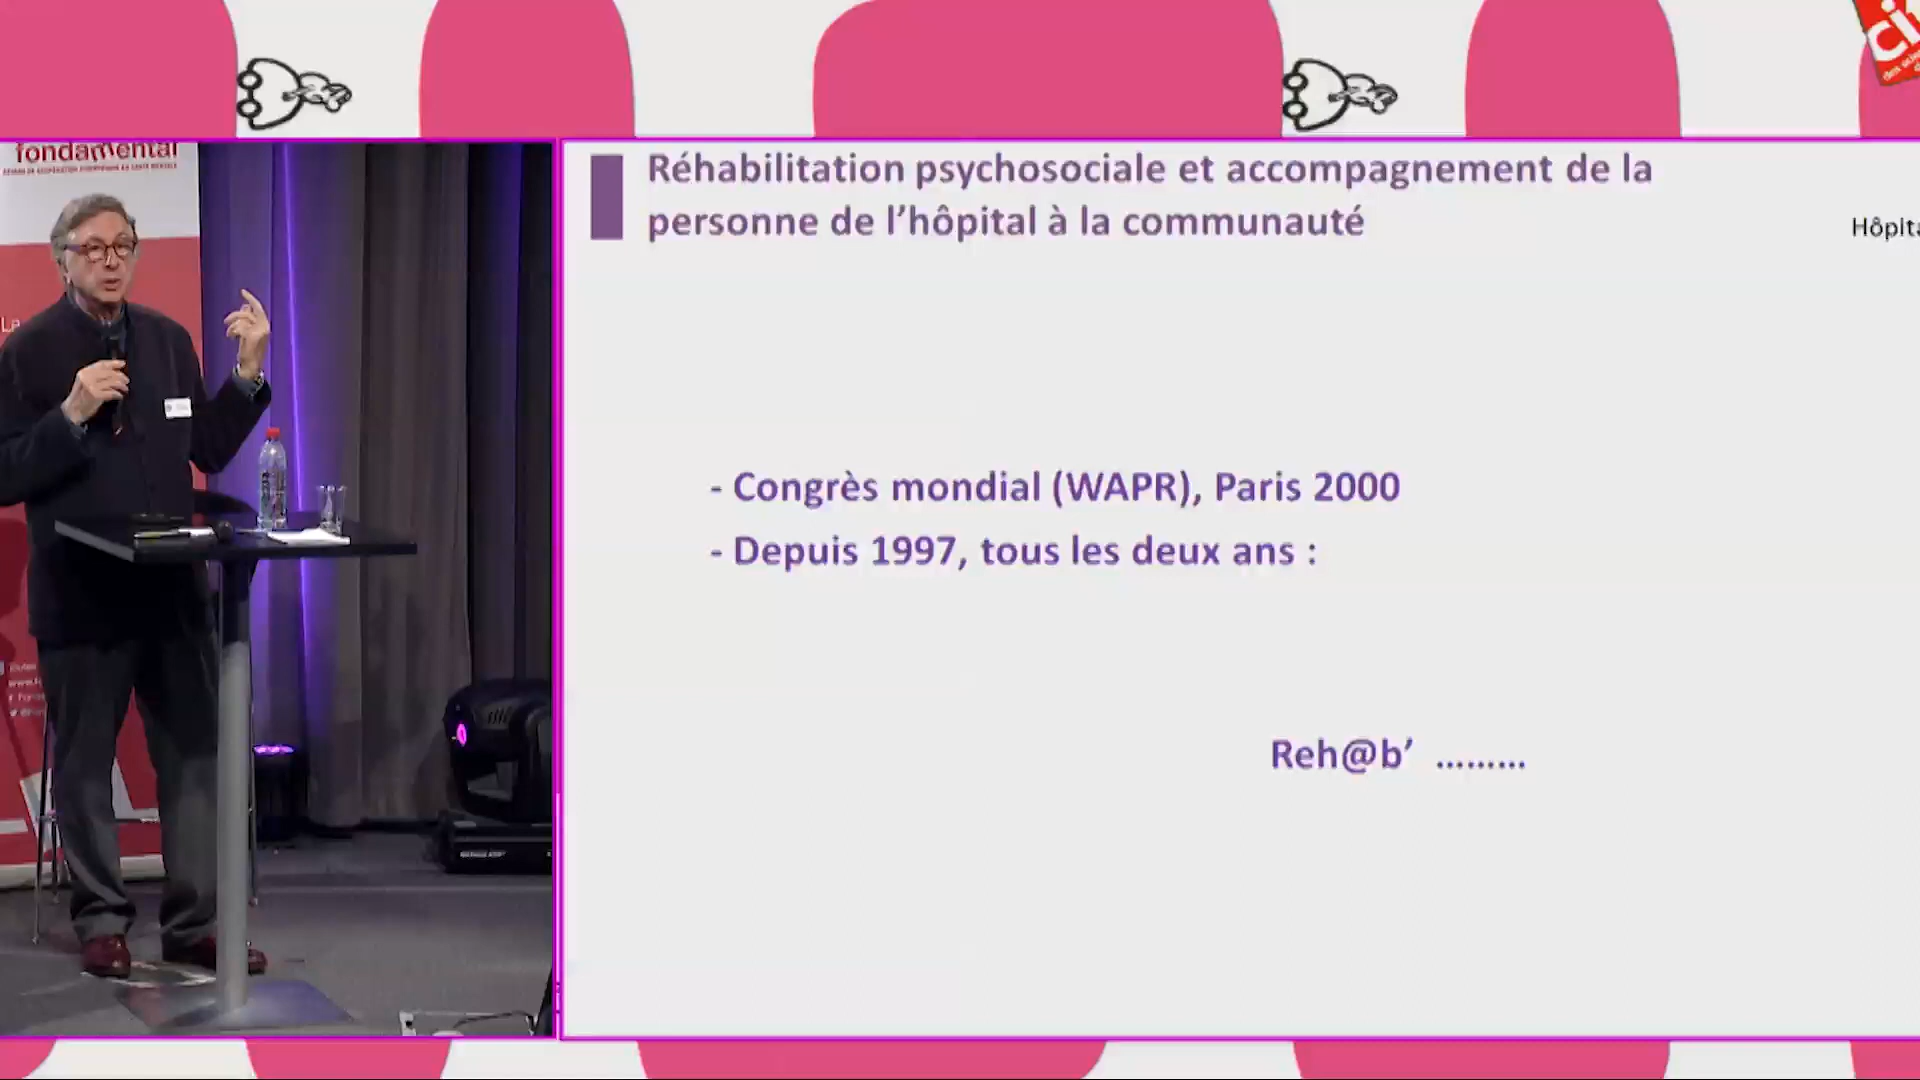 fondamental
La
Réhabilitation psychosociale et accompagnement de la
personne de l’hôpital à la communauté
- Congrès mondial (WAPR), Paris 2000
- Depuis 1997, tous les deux ans :
Reh@b’ .........